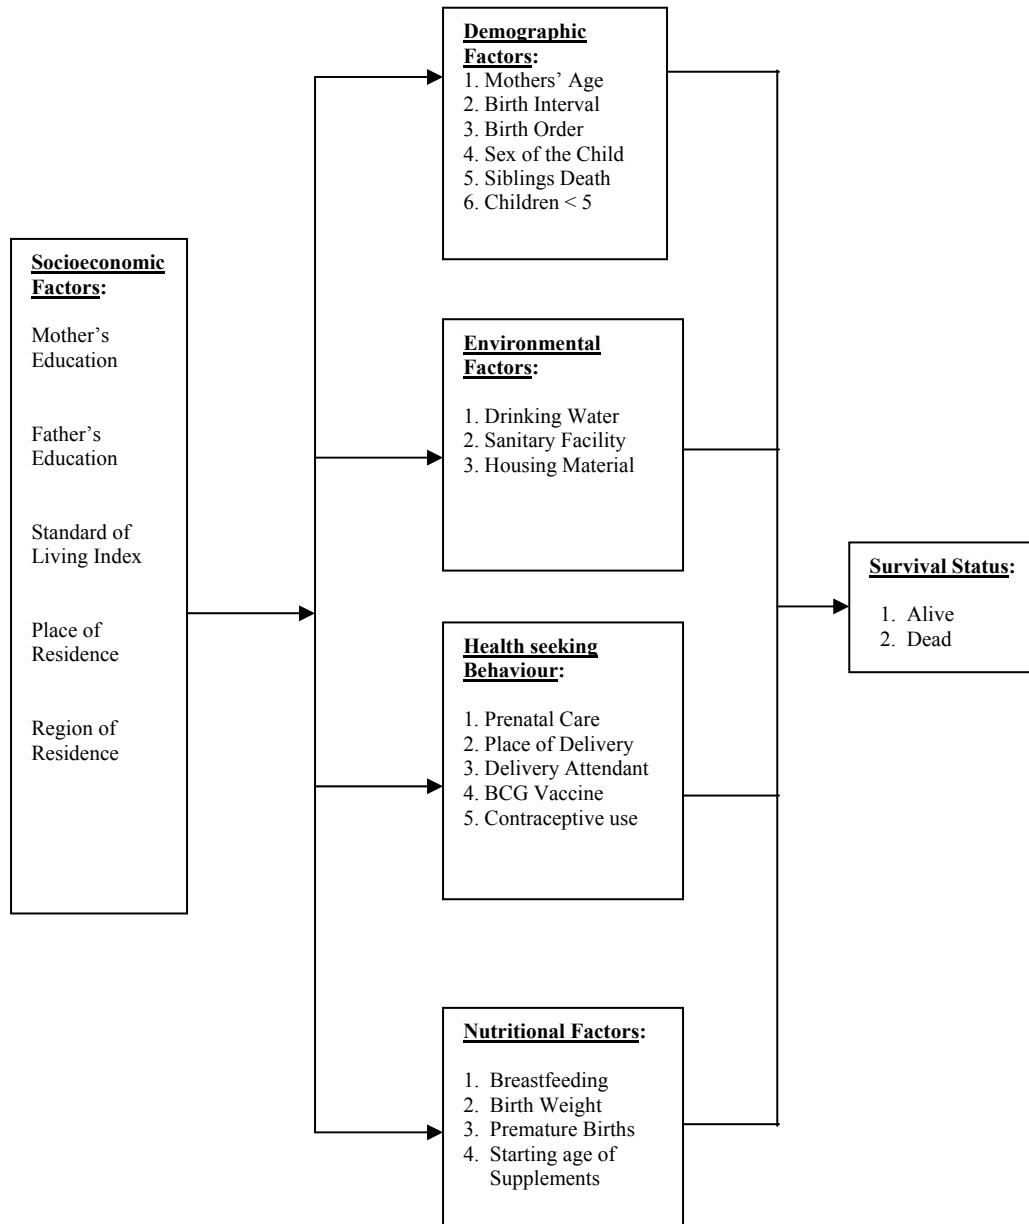 Demographic
Factors:
1. Mothers’ Age
2. Birth Interval
3. Birth Order
4. Sex of the Child
5. Siblings Death
6. Children < 5
Socioeconomic
Factors:
Mother’s
Education
Father’s
Education
Standard of
Living Index
Place of
Residence
Region of
Residence
Environmental
Factors:
1. Drinking Water
2. Sanitary Facility
3. Housing Material
Health seeking
Behaviour:
1. Prenatal Care
2. Place of Delivery
3. Delivery Attendant
4. BCG Vaccine
5. Contraceptive use
Nutritional Factors:
1. Breastfeeding
2. Birth Weight
3. Premature Births
4. Starting age of
Supplements
Survival Status:
1. Alive
2. Dead